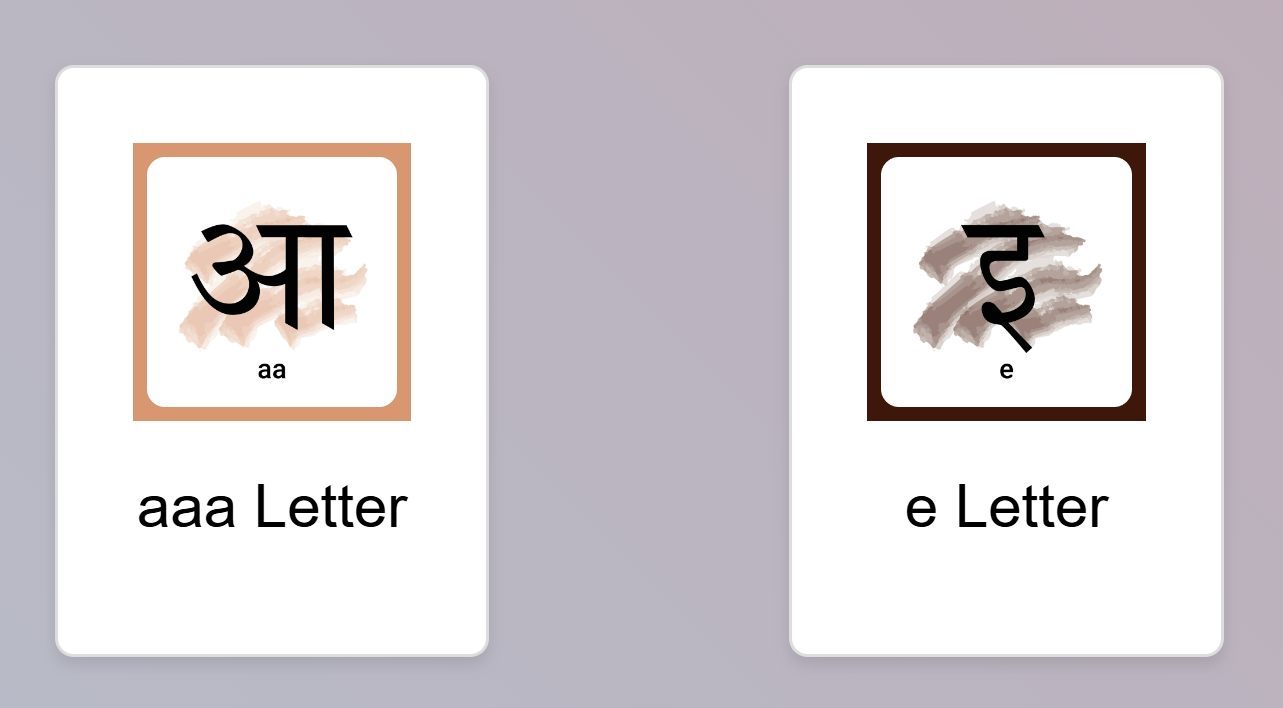 आ
aa
aaa Letter
इ
e
e Letter